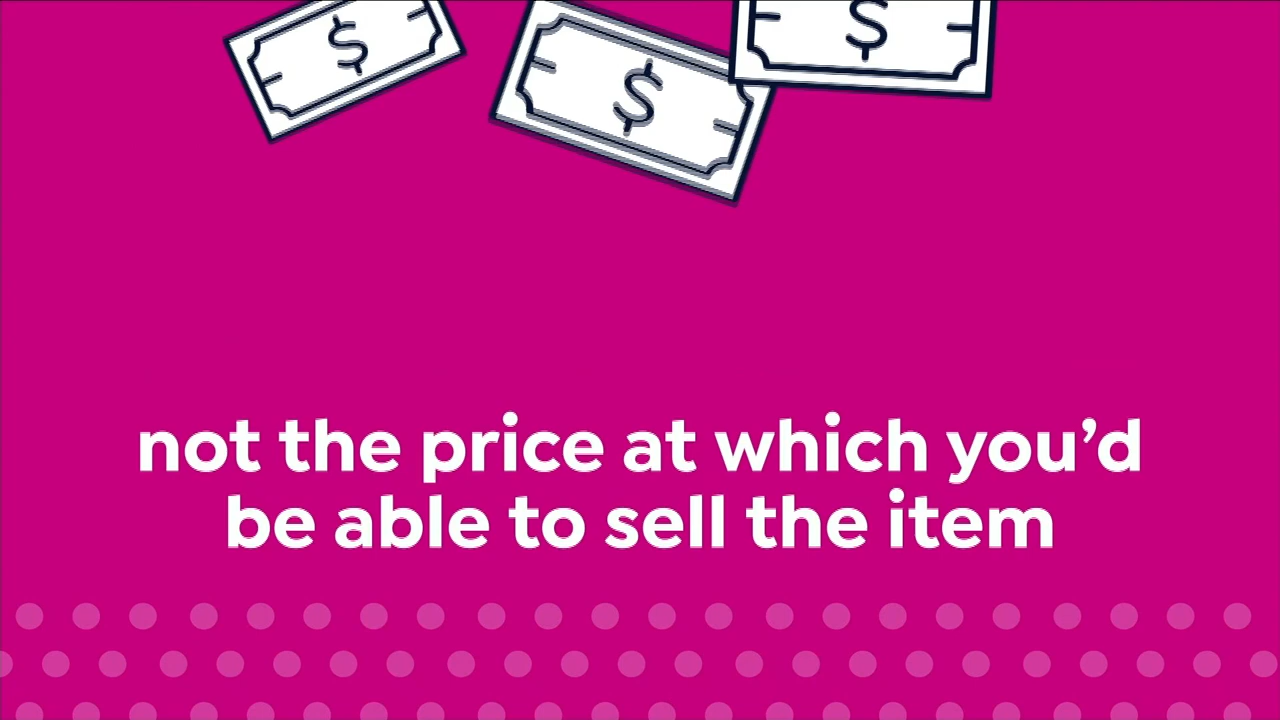 $ $ $
not the price at which you’d
be able to sell the item